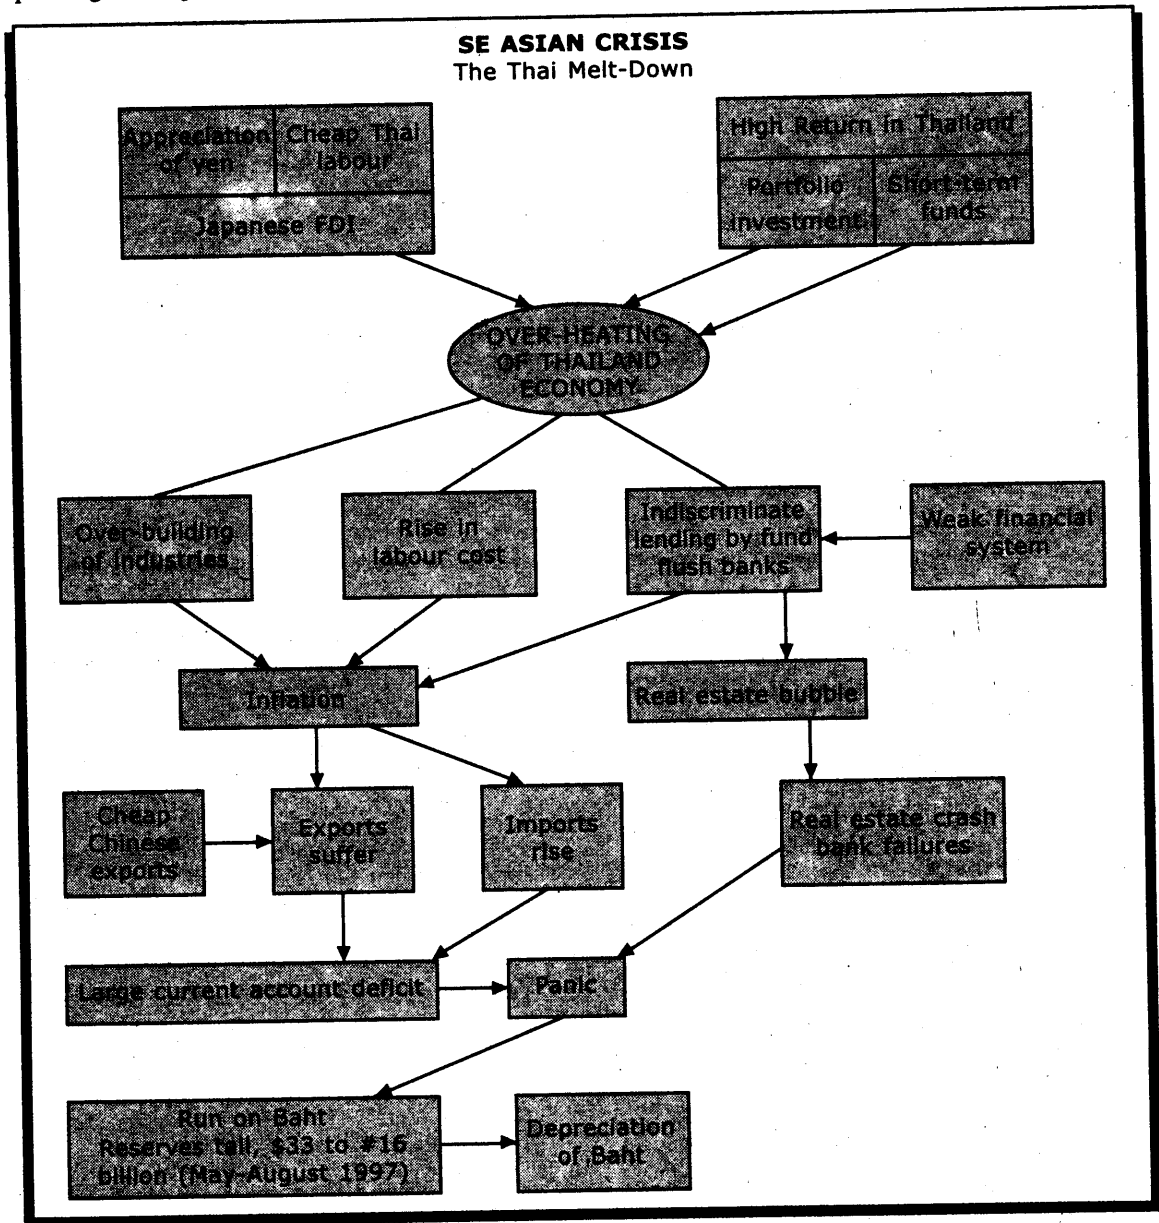 SE ASIAN CRISIS
The Thai Melt-Down
Appreciation
of yen
Cheap Thai
labour
Japanese FDI
High Return in Thailand
Portfolio
investment
Short-term
funds
OVER-HEATING
OF THAILAND
ECONOMY
Over-building
of industries
Rise in
labour cost
Indiscriminate
lending by fund
flush banks
Weak financial
system
Inflation
Real estate bubble
Cheap
Chinese
exports
Exports
suffer
Imports
rise
Real estate crash
bank failures
Large current account deficit
Panic
Run on Baht
Reserves tell, $33 to #16
billion (May-August 1997)
Depreciation
of Baht